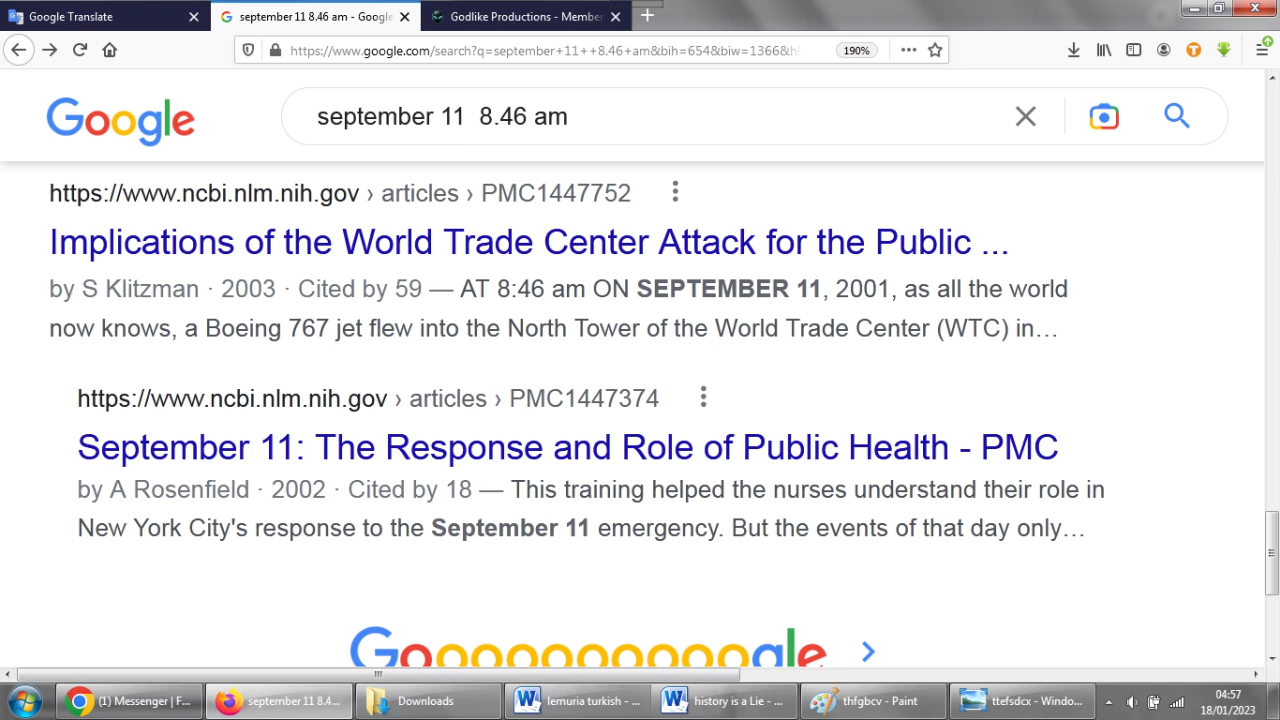 Google Translate
september 11 8.46 am - Google
Godlike Productions - Member
https://www.google.com/search?q=september+11++8.46+am&bih=654&biw=1366&h
190%
Google
september 11  8.46 am
https://www.ncbi.nlm.nih.gov › articles › PMC1447752
Implications of the World Trade Center Attack for the Public ...
by S Klitzman · 2003 · Cited by 59 — AT 8:46 am ON SEPTEMBER 11, 2001, as all the world
now knows, a Boeing 767 jet flew into the North Tower of the World Trade Center (WTC) in…
https://www.ncbi.nlm.nih.gov › articles › PMC1447374
September 11: The Response and Role of Public Health - PMC
by A Rosenfield · 2002 · Cited by 18 — This training helped the nurses understand their role in
New York City's response to the September 11 emergency. But the events of that day only…
Goooooooooogle >
(1) Messenger | F...
september 11 8.4...
Downloads
lemuria turkish - ...
history is a Lie - ...
thfgbcv - Paint
ttefsdcx - Windo...
04:57
18/01/2023